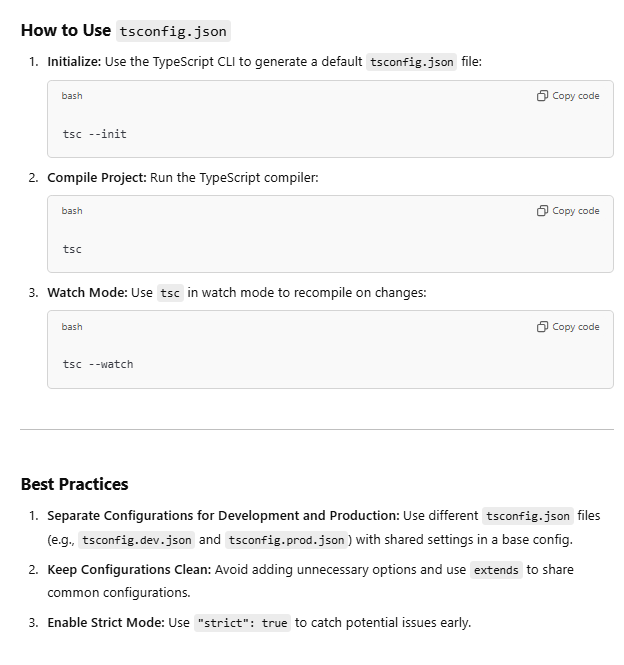 How to Use tsconfig.json
1. Initialize: Use the TypeScript CLI to generate a default tsconfig.json file:
bash Copy code
tsc --init
2. Compile Project: Run the TypeScript compiler:
bash Copy code
tsc
3. Watch Mode: Use tsc in watch mode to recompile on changes:
bash Copy code
tsc --watch
Best Practices
1. Separate Configurations for Development and Production: Use different tsconfig.json files
(e.g., tsconfig.dev.json and tsconfig.prod.json) with shared settings in a base config.
2. Keep Configurations Clean: Avoid adding unnecessary options and use extends to share
common configurations.
3. Enable Strict Mode: Use "strict": true to catch potential issues early.